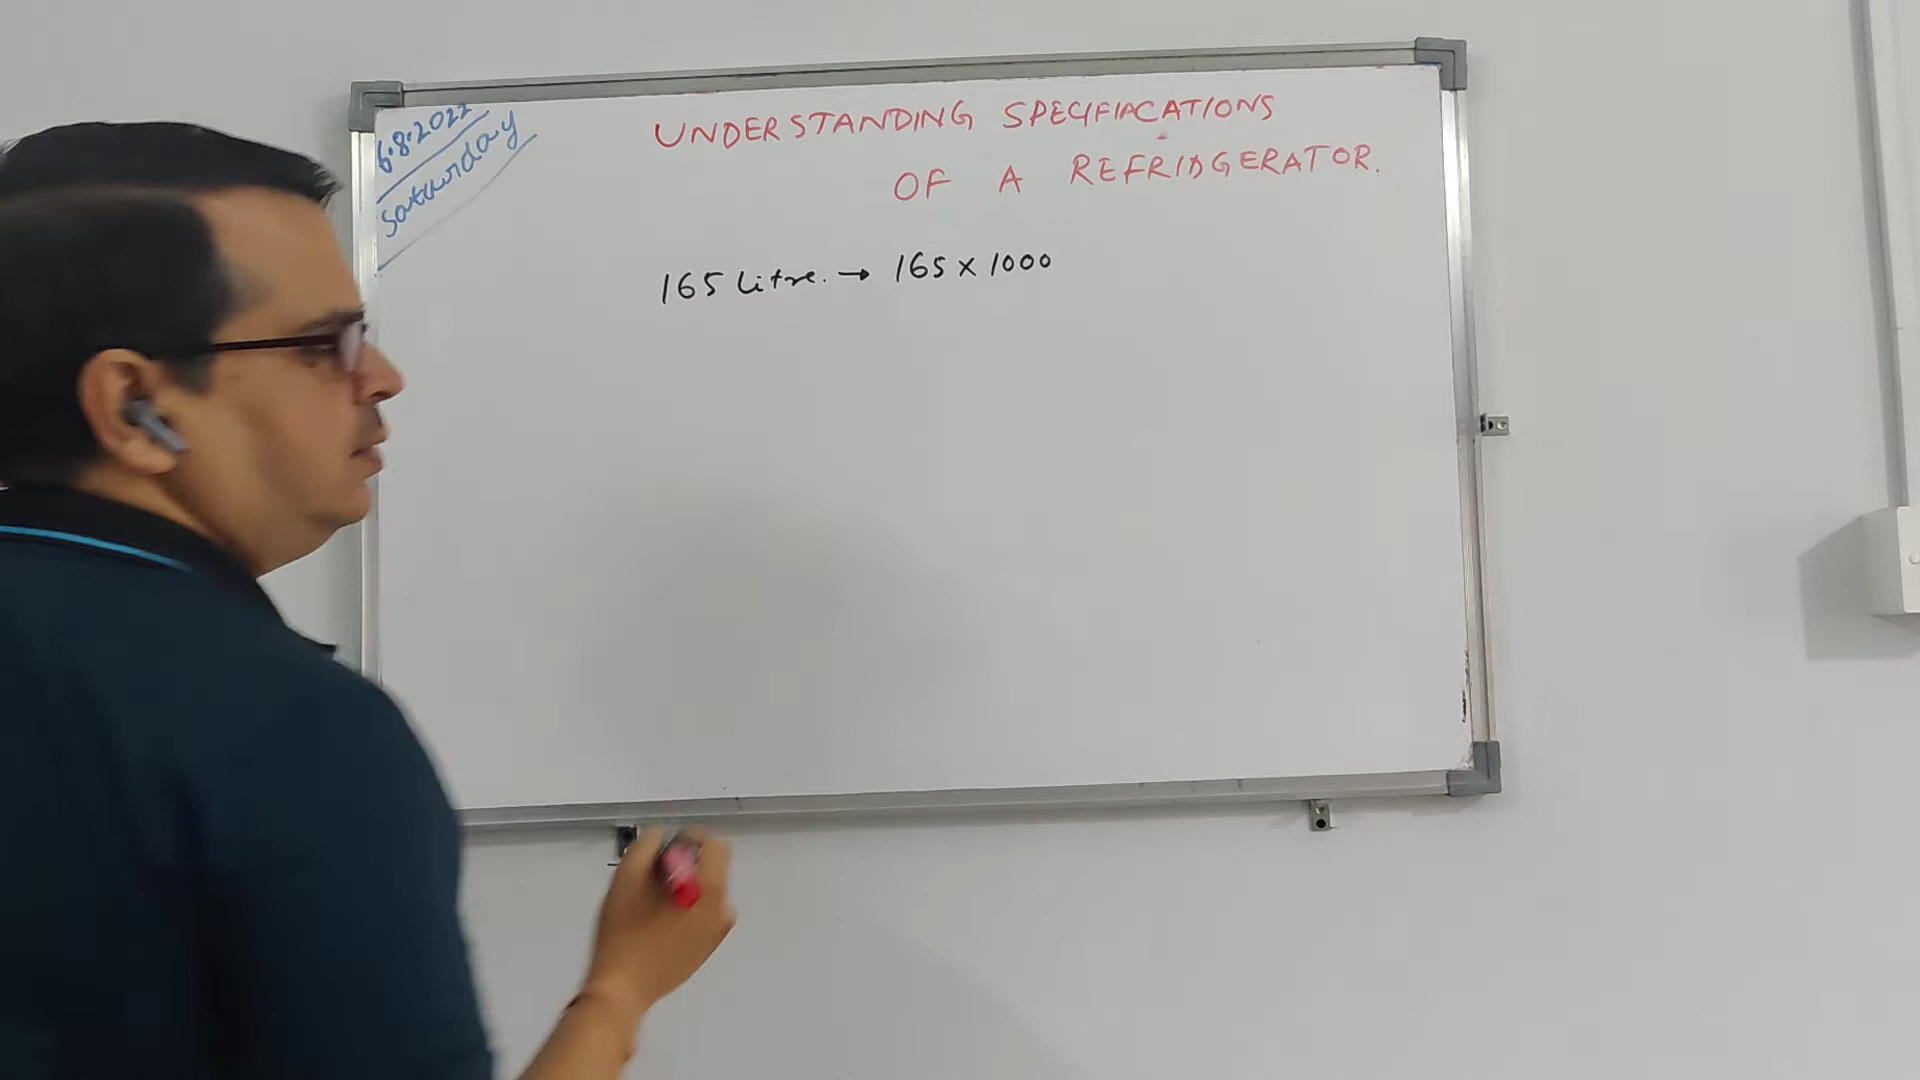 6.8.2022
Saturday
UNDERSTANDING SPECIFIACATIONS
OF A REFRIDGERATOR.
165 Litre. → 165 × 1000